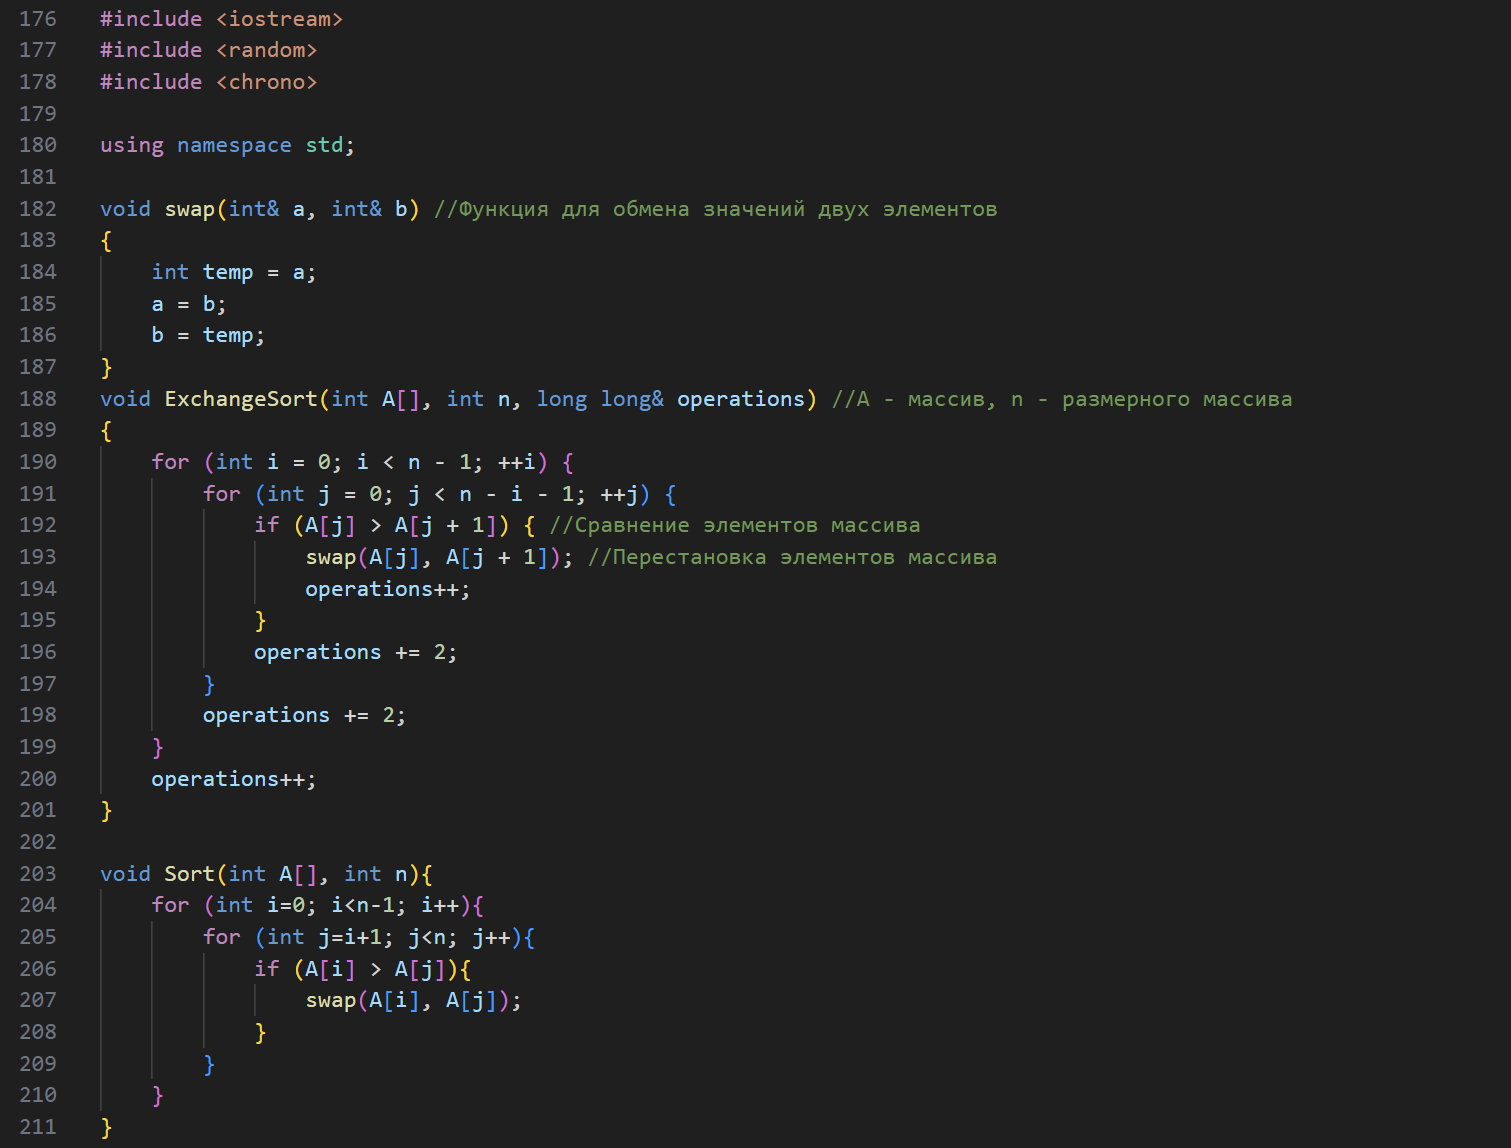 176 #include <iostream>
177 #include <random>
178 #include <chrono>
179
180 using namespace std;
181
182 void swap(int& a, int& b) //Функция для обмена значений двух элементов
183 {
184     int temp = a;
185     a = b;
186     b = temp;
187 }
188 void ExchangeSort(int A[], int n, long long& operations) //A - массив, n - размерного массива
189 {
190     for (int i = 0; i < n - 1; ++i) {
191         for (int j = 0; j < n - i - 1; ++j) {
192             if (A[j] > A[j + 1]) { //Сравнение элементов массива
193                 swap(A[j], A[j + 1]); //Перестановка элементов массива
194                 operations++;
195             }
196             operations += 2;
197         }
198         operations += 2;
199     }
200     operations++;
201 }
202
203 void Sort(int A[], int n){
204     for (int i=0; i<n-1; i++){
205         for (int j=i+1; j<n; j++){
206             if (A[i] > A[j]){
207                 swap(A[i], A[j]);
208             }
209         }
210     }
211 }